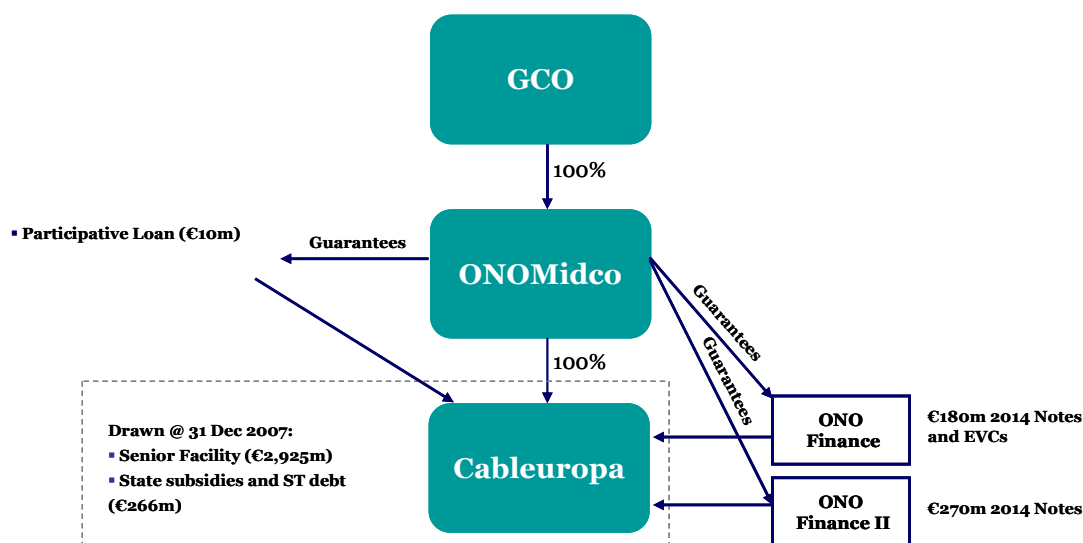 GCO
100%
▪ Participative Loan (€10m)
Guarantees
ONOMidco
Guarantees
Guarantees
100%
Drawn @ 31 Dec 2007:
▪ Senior Facility (€2,925m)
▪ State subsidies and ST debt
(€266m)
Cableuropa
ONO
Finance
€180m 2014 Notes
and EVCs
ONO
Finance II
€270m 2014 Notes